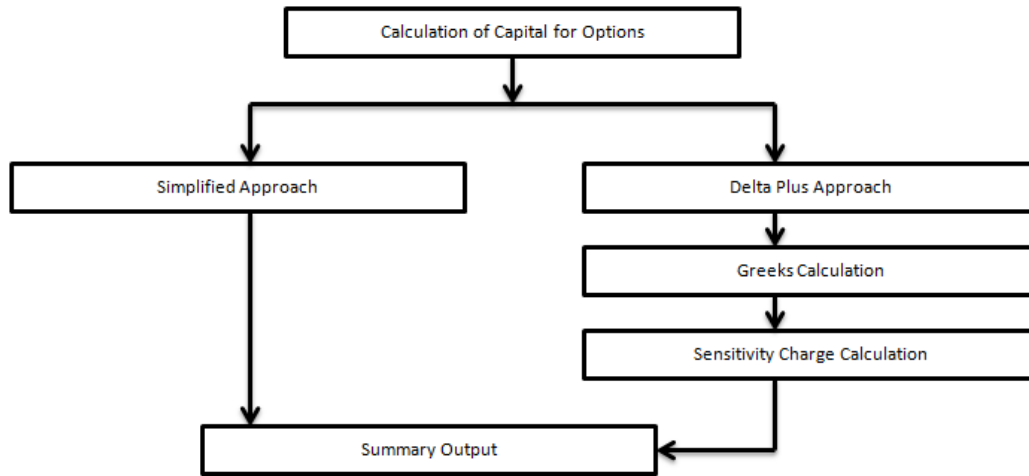 Calculation of Capital for Options
Simplified Approach
Delta Plus Approach
Greeks Calculation
Sensitivity Charge Calculation
Summary Output